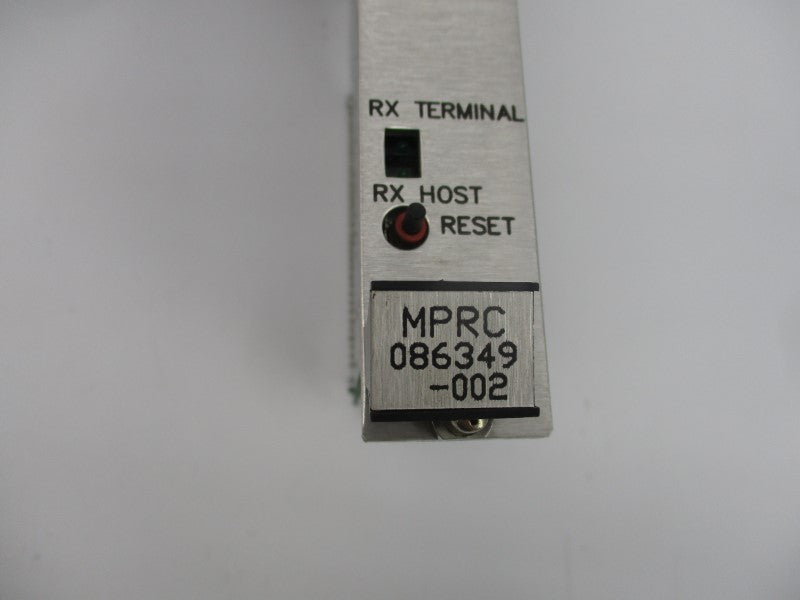 RX TERMINAL
RX HOST
RESET
MPRC
086349
-002